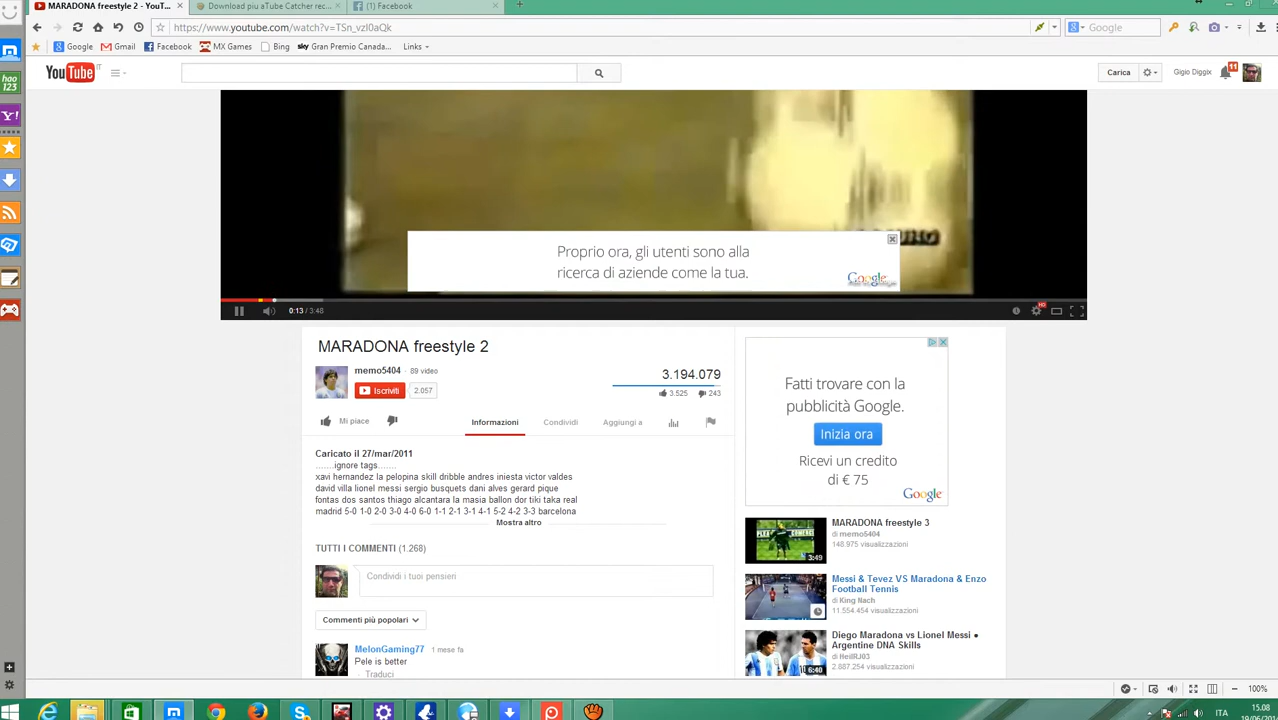 MARADONA freestyle 2 - YouT...
Download piu aTube Catcher rec...
(1) Facebook
https://www.youtube.com/watch?v=TSn_vzI0aQk
Google
Google
Gmail
Facebook
MX Games
Bing
sky Gran Premio Canada...
Links
hao
123
YouTube IT
Carica
Gigio Diggix
11
Proprio ora, gli utenti sono alla
ricerca di aziende come la tua.
Google
0:13 / 3:48
HD
MARADONA freestyle 2
memo5404 · 89 video
Iscriviti
2.057
3.194.079
3.525
243
Mi piace
Informazioni
Condividi
Aggiungi a
Caricato il 27/mar/2011
.......ignore tags.......
xavi hernandez la pelopina skill dribble andres iniesta victor valdes
david villa lionel messi sergio busquets dani alves gerard pique
fontas dos santos thiago alcantara la masia ballon dor tiki taka real
madrid 5-0 1-0 2-0 3-0 4-0 6-0 1-1 2-1 3-1 4-1 5-2 4-2 3-3 barcelona
Mostra altro
TUTTI I COMMENTI (1.268)
Condividi i tuoi pensieri
Commenti più popolari
MelonGaming77 1 mese fa
Pele is better
Traduci
Fatti trovare con la
pubblicità Google.
Inizia ora
Ricevi un credito
di € 75
Google
MARADONA freestyle 3
di memo5404
148.975 visualizzazioni
3:49
Messi & Tevez VS Maradona & Enzo
Football Tennis
di King Nach
11.554.454 visualizzazioni
Diego Maradona vs Lionel Messi ●
Argentine DNA Skills
di HeilRJ03
2.887.254 visualizzazioni
6:40
100%
ITA
15.08